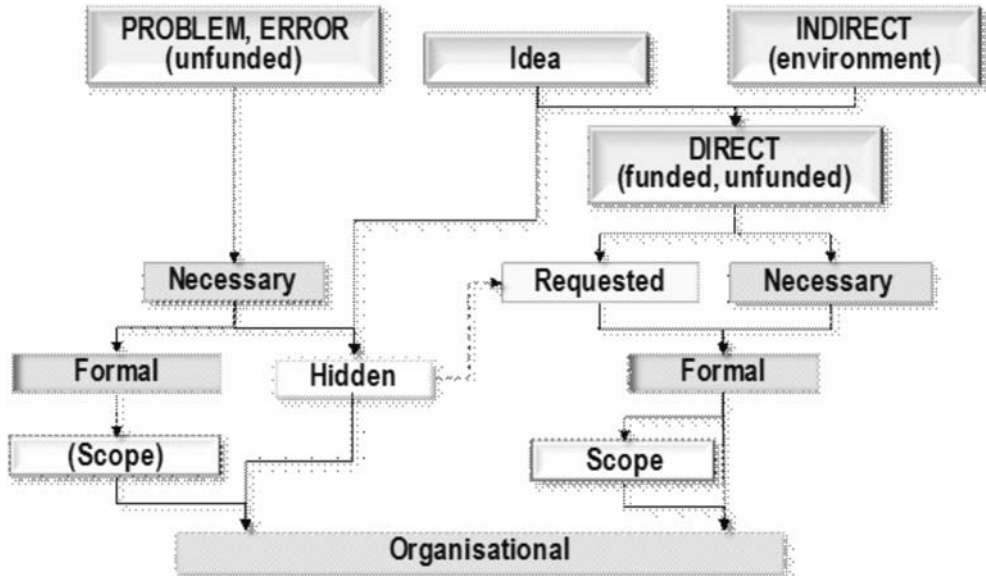 PROBLEM, ERROR
(unfunded)
Idea
INDIRECT
(environment)
DIRECT
(funded, unfunded)
Necessary
Requested
Necessary
Formal
Hidden
Formal
(Scope)
Scope
Organisational